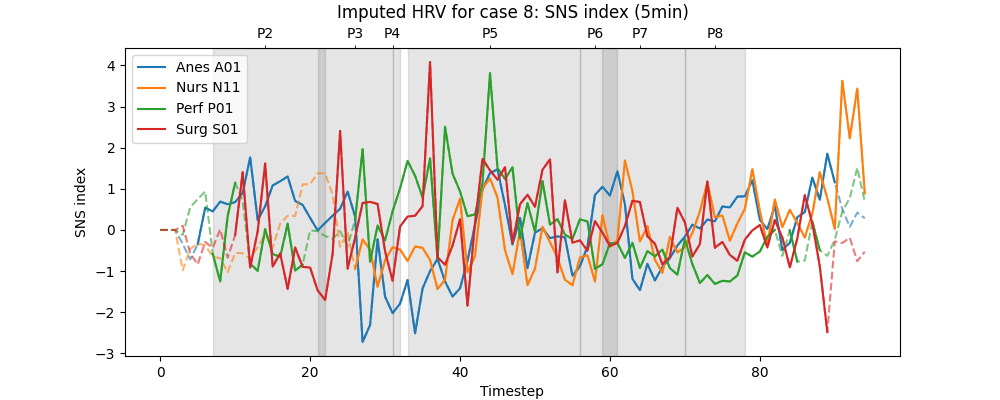 Imputed HRV for case 8: SNS index (5min)
P2 P3 P4 P5 P6 P7 P8
Anes A01
Nurs N11
Perf P01
Surg S01
SNS index
4
3
2
1
0
−1
−2
−3
0 20 40 60 80
Timestep